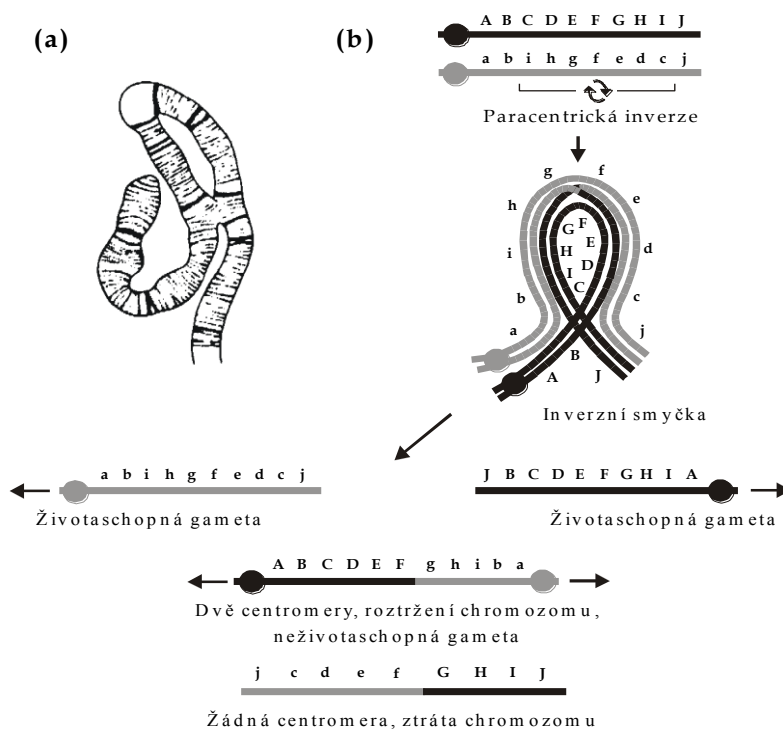 (a)
(b)
A B C D E F G H I J
a b i h g f e d c j
Paracentrická inverze
g f
h e
i d
b c
a j
G F
H E
I D
C
B
A J
Inverzní smyčka
a b i h g f e d c j
Životaschopná gameta
J B C D E F G H I A
Životaschopná gameta
A B C D E F g h i b a
Dvě centromery, roztržení chromozomu,
neživotaschopná gameta
j c d e f G H I J
Žádná centromera, ztráta chromozomu